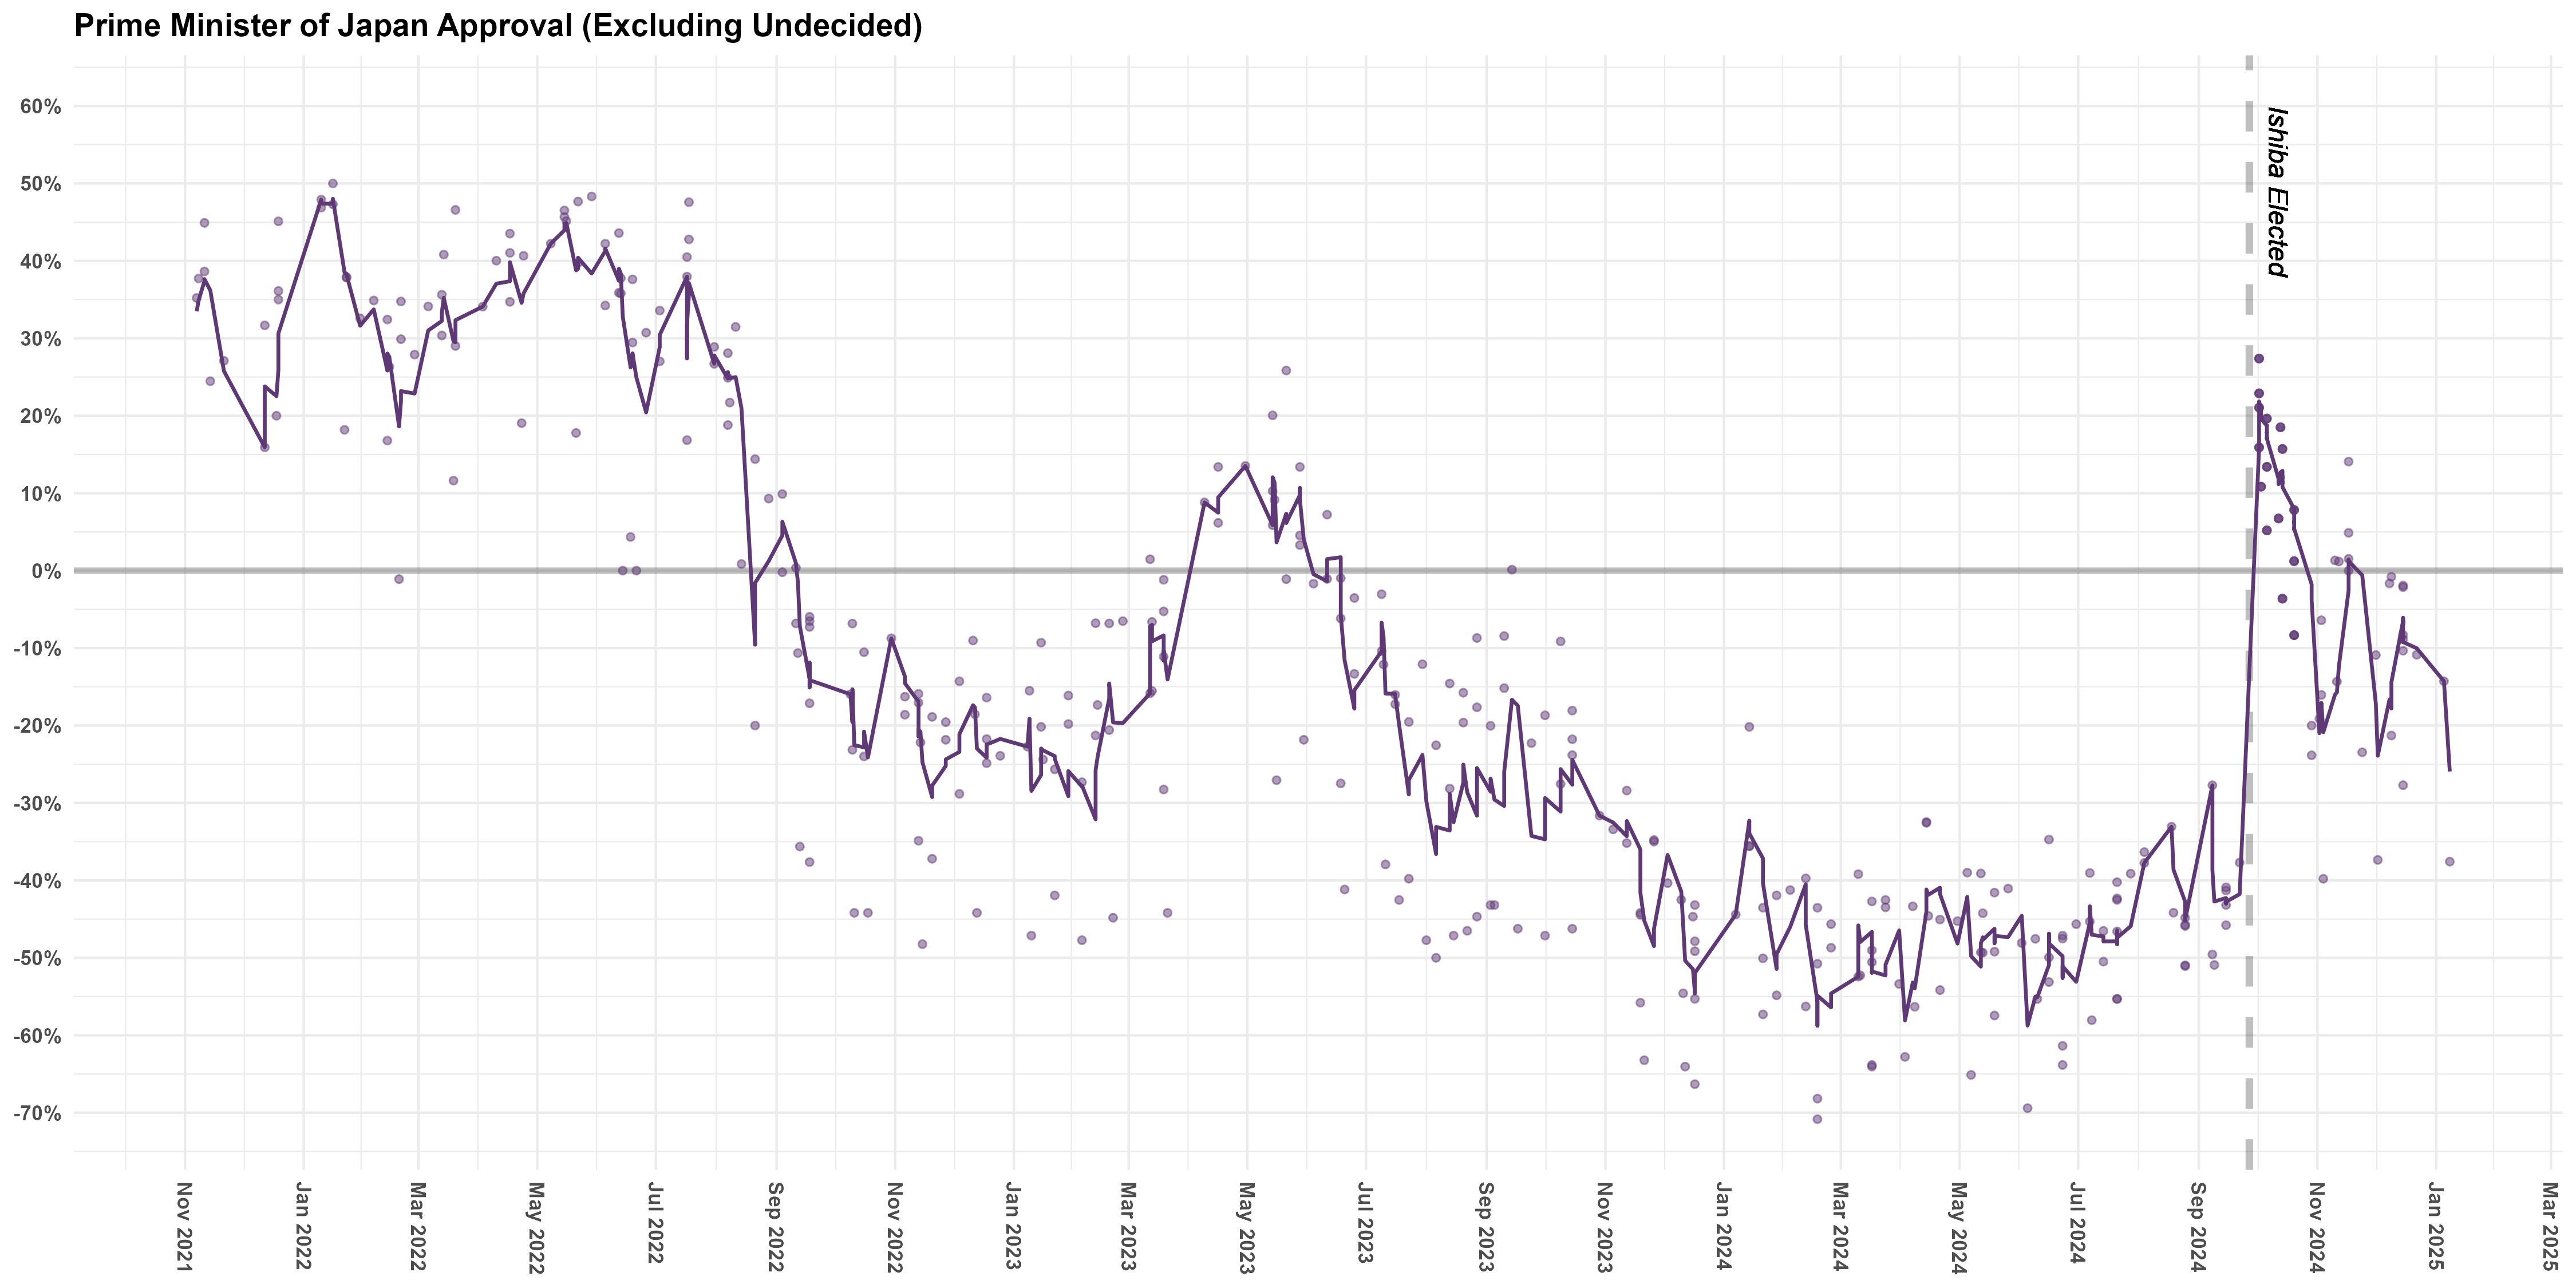 Prime Minister of Japan Approval (Excluding Undecided)
60%
50%
40%
30%
20%
10%
0%
-10%
-20%
-30%
-40%
-50%
-60%
-70%
Ishiba Elected
Nov 2021
Jan 2022
Mar 2022
May 2022
Jul 2022
Sep 2022
Nov 2022
Jan 2023
Mar 2023
May 2023
Jul 2023
Sep 2023
Nov 2023
Jan 2024
Mar 2024
May 2024
Jul 2024
Sep 2024
Nov 2024
Jan 2025
Mar 2025